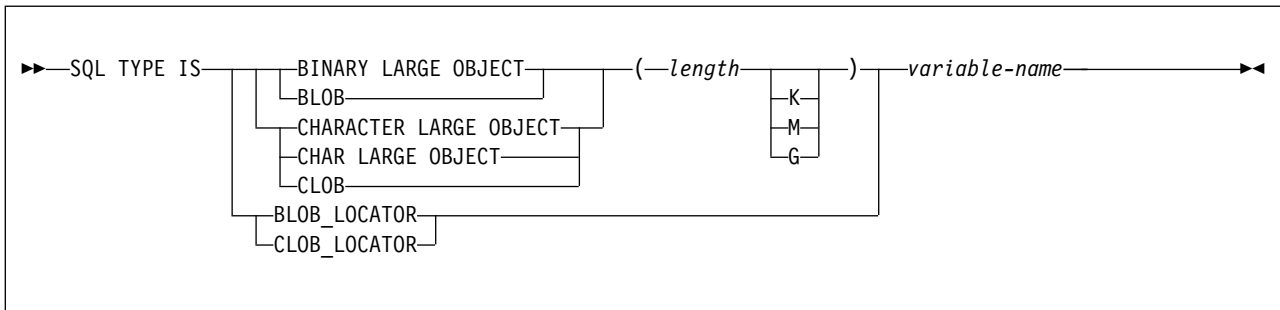 SQL TYPE IS BINARY LARGE OBJECT ( length ) variable-name
BLOB K
CHARACTER LARGE OBJECT M
CHAR LARGE OBJECT G
CLOB
BLOB_LOCATOR
CLOB_LOCATOR